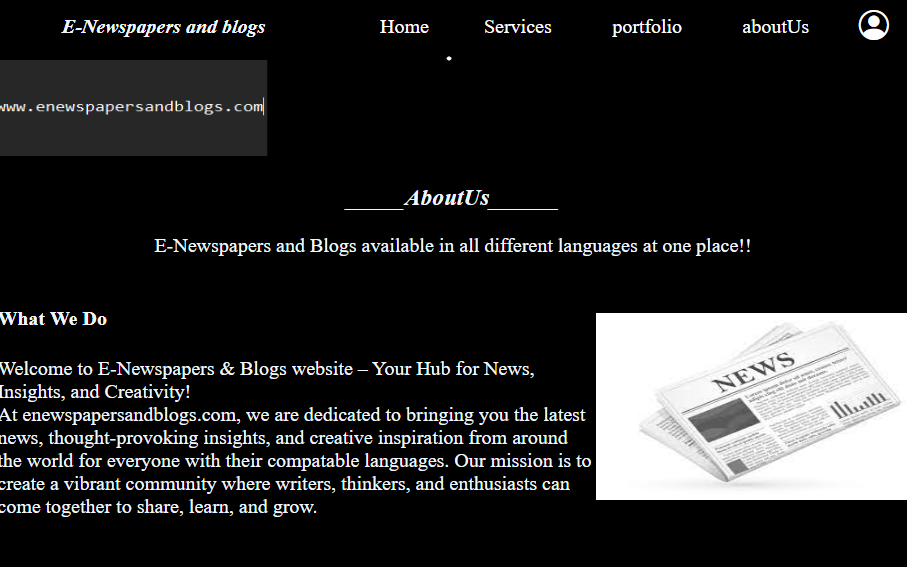 E-Newspapers and blogs
Home
Services
portfolio
aboutUs
www.enewspapersandblogs.com
_____AboutUs______
E-Newspapers and Blogs available in all different languages at one place!!
What We Do
Welcome to E-Newspapers & Blogs website – Your Hub for News,
Insights, and Creativity!
At enewspapersandblogs.com, we are dedicated to bringing you the latest
news, thought-provoking insights, and creative inspiration from around
the world for everyone with their compatable languages. Our mission is to
create a vibrant community where writers, thinkers, and enthusiasts can
come together to share, learn, and grow.
NEWS